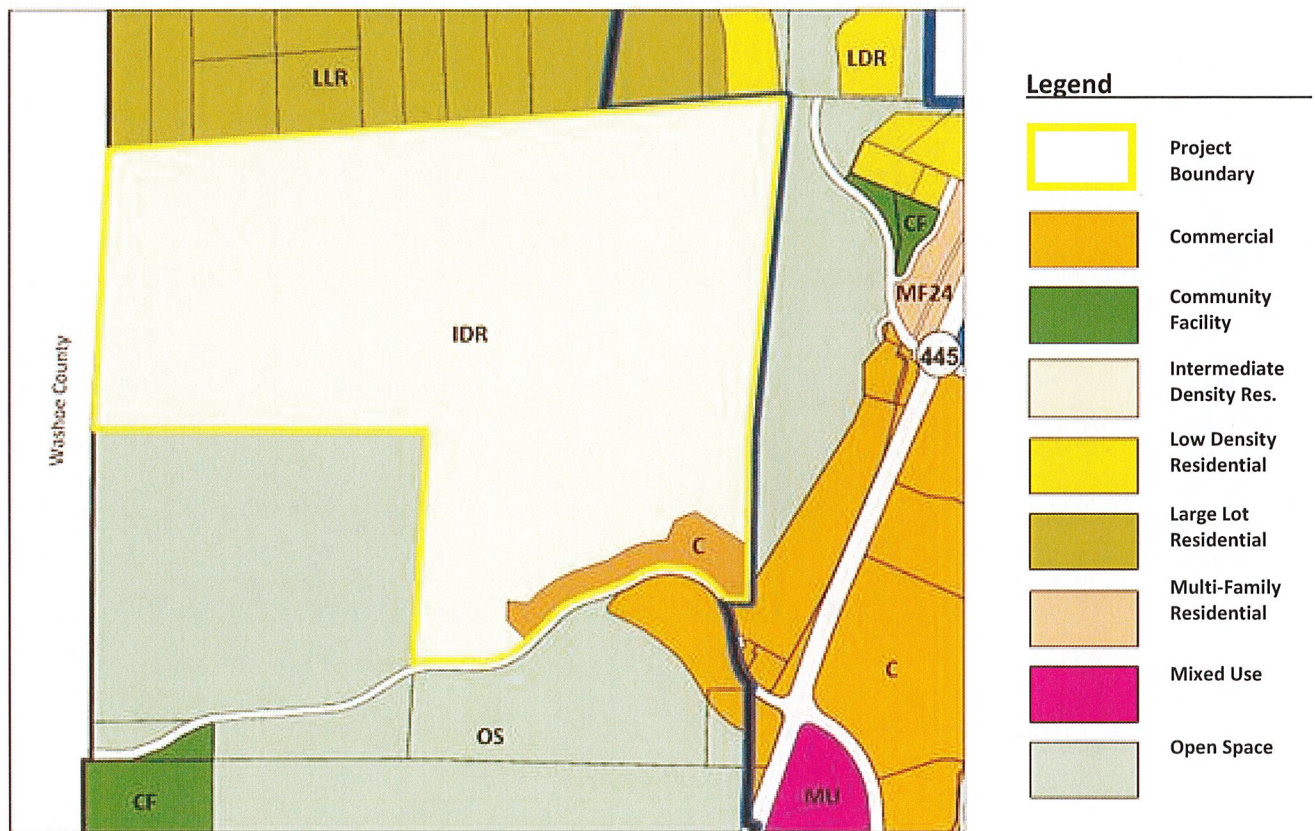 LLR
LDR
CF
MF24
445
IDR
Washoe County
C
C
OS
CF
MU
Legend
Project
Boundary
Commercial
Community
Facility
Intermediate
Density Res.
Low Density
Residential
Large Lot
Residential
Multi-Family
Residential
Mixed Use
Open Space